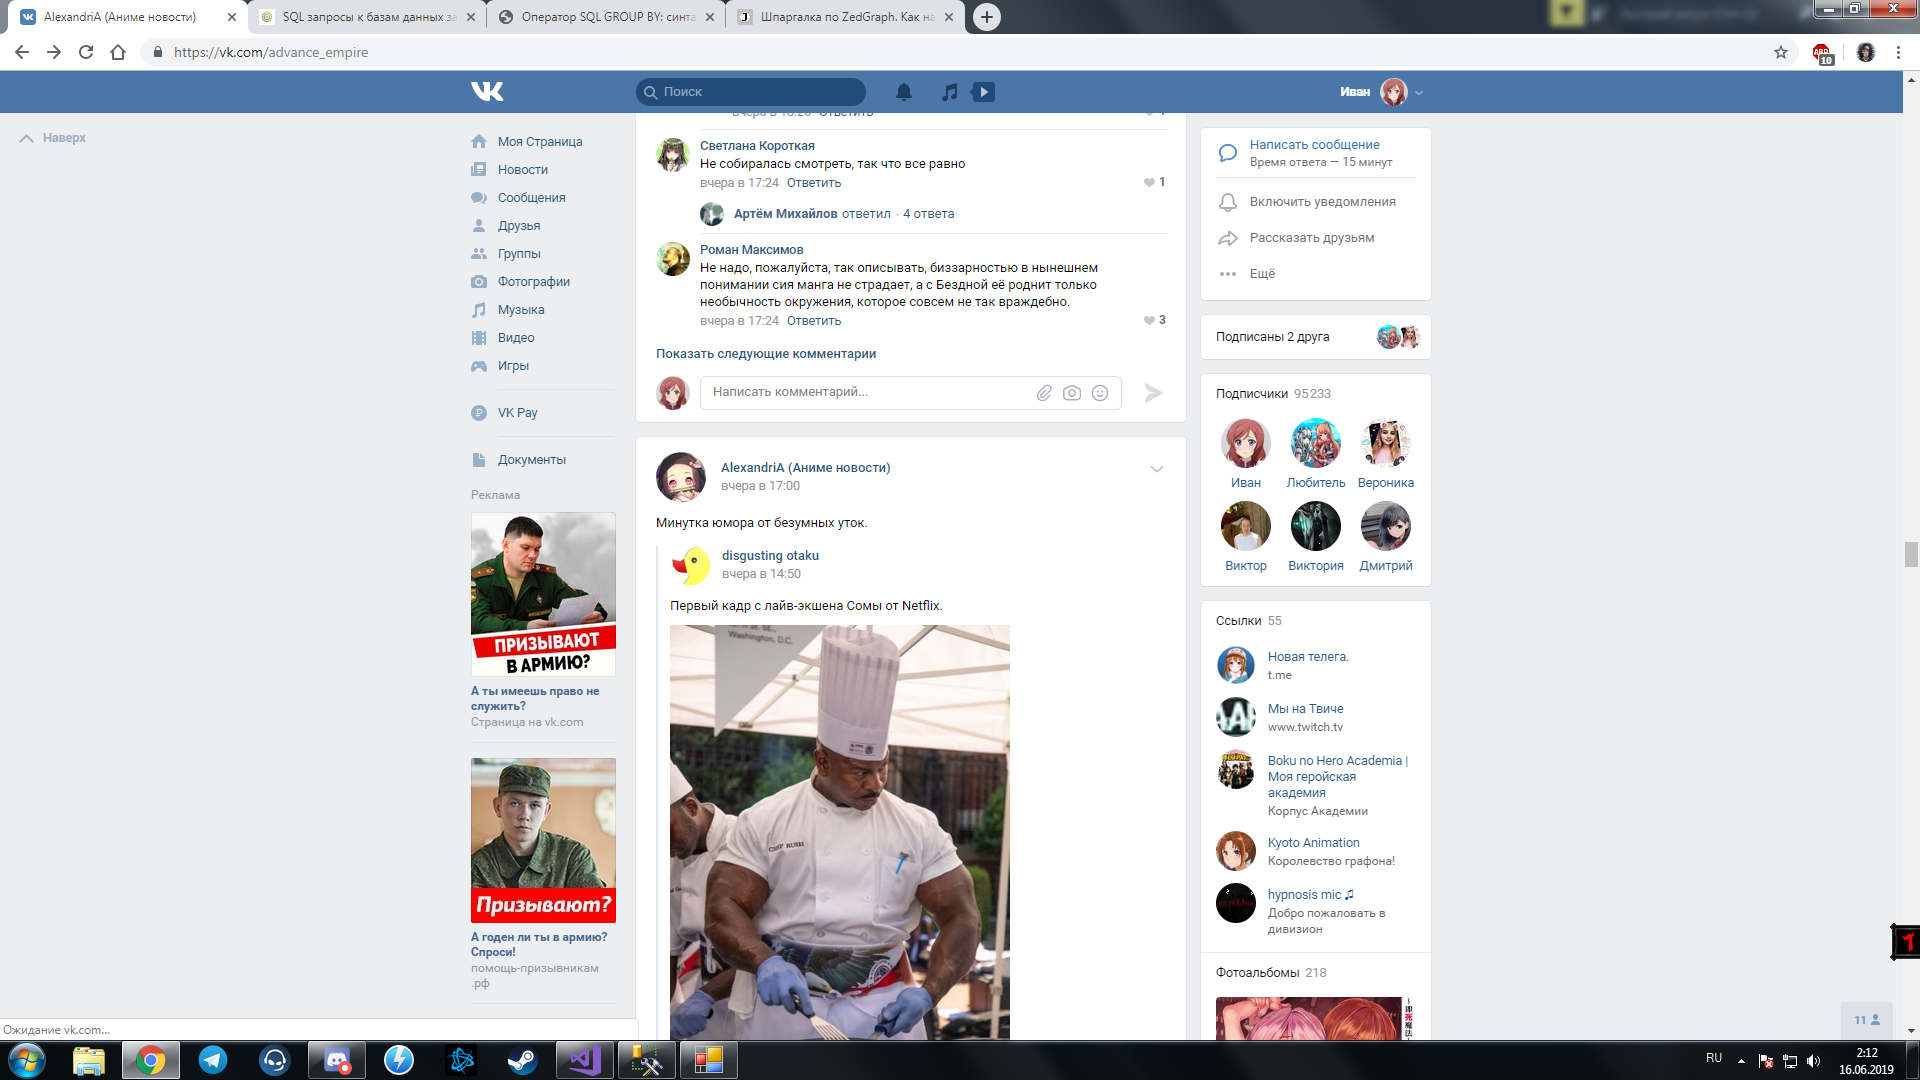 AlexandriA (Аниме новости)
SQL запросы к базам данных за
Оператор SQL GROUP BY: синта
Шпаргалка по ZedGraph. Как на
https://vk.com/advance_empire
ABP
10
Поиск
Иван
Наверх
Моя Страница
Новости
Сообщения
Друзья
Группы
Фотографии
Музыка
Видео
Игры
VK Pay
Документы
Реклама
ПРИЗЫВАЮТ
В АРМИЮ?
А ты имеешь право не
служить?
Страница на vk.com
Призывают?
А годен ли ты в армию?
Спроси!
помощь-призывникам
.рф
Ответить
Светлана Короткая
Не собиралась смотреть, так что все равно
вчера в 17:24 Ответить
1
Артём Михайлов ответил · 4 ответа
Роман Максимов
Не надо, пожалуйста, так описывать, биззарностью в нынешнем
понимании сия манга не страдает, а с Бездной её роднит только
необычность окружения, которое совсем не так враждебно.
вчера в 17:24 Ответить
3
Показать следующие комментарии
Написать комментарий...
AlexandriA (Аниме новости)
вчера в 17:00
Минутка юмора от безумных уток.
disgusting otaku
вчера в 14:50
Первый кадр с лайв-экшена Сомы от Netflix.
Washington, D.C.
CHEF RUSH
Написать сообщение
Время ответа — 15 минут
Включить уведомления
Рассказать друзьям
Ещё
Подписаны 2 друга
Подписчики 95 233
Иван
Любитель
Вероника
Виктор
Виктория
Дмитрий
Ссылки 55
Новая телега.
t.me
Мы на Твиче
www.twitch.tv
Boku no Hero Academia |
Моя геройская
академия
Корпус Академии
Kyoto Animation
Королевство графона!
hypnosis mic ♫
Добро пожаловать в
дивизион
Фотоальбомы 218
11
Ожидание vk.com...
RU
2:12
16.06.2019